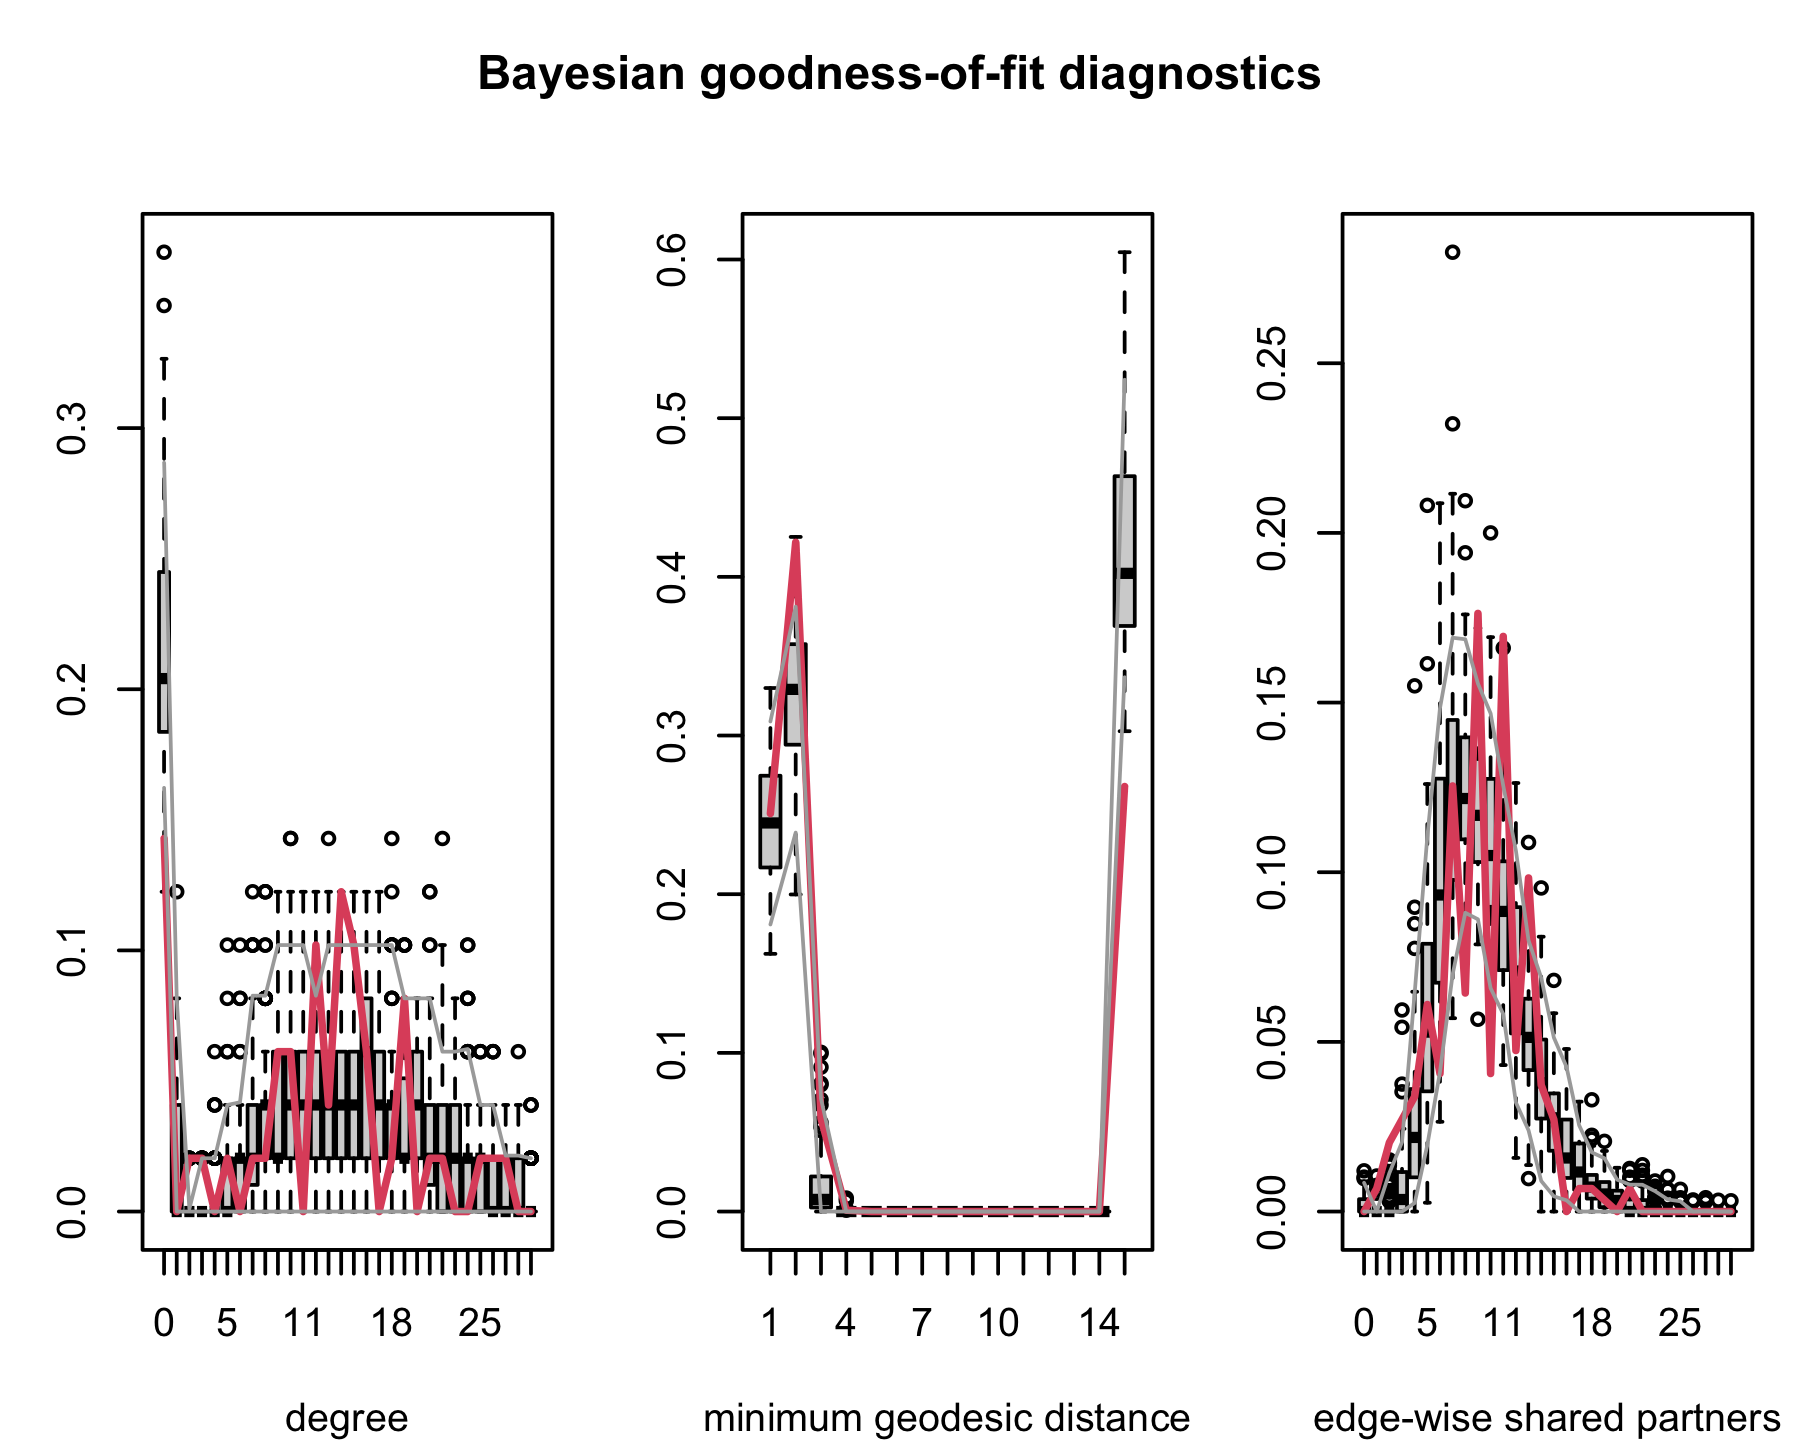 Bayesian goodness-of-fit diagnostics
0.0 0.1 0.2 0.3
0 5 11 18 25
degree
0.0 0.1 0.2 0.3 0.4 0.5 0.6
1 4 7 10 14
minimum geodesic distance
0.00 0.05 0.10 0.15 0.20 0.25
0 5 11 18 25
edge-wise shared partners